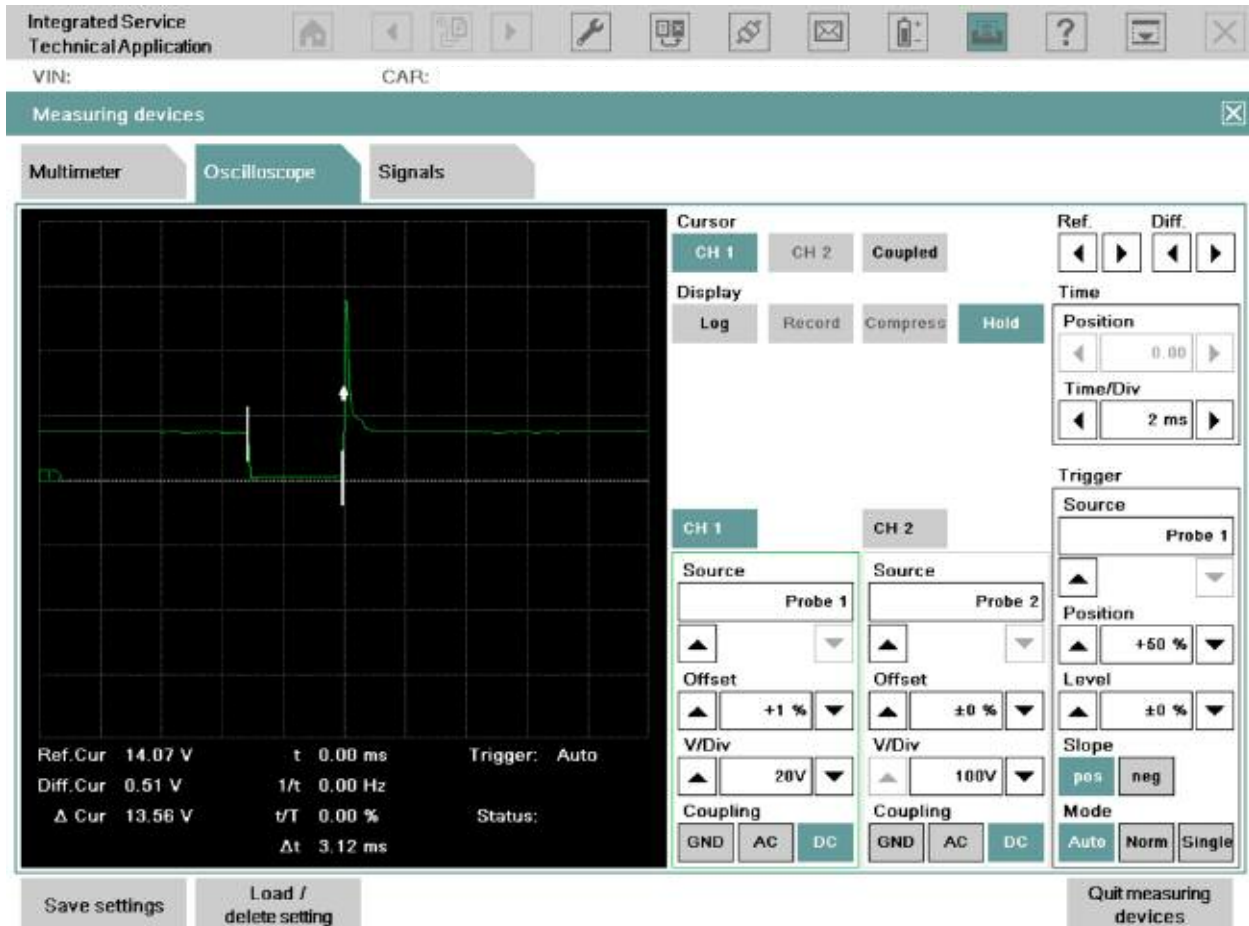 Integrated Service
Technical Application
VIN: CAR:
Measuring devices
Multimeter Oscilloscope Signals
Cursor
CH 1 CH 2 Coupled
Ref. Diff.
Display
Log Record Compress Hold
Time
Position
0.00
Time/Div
2 ms
Trigger
Source
Probe 1
Position
+50 %
Level
±0 %
Slope
pos neg
Mode
Auto Norm Single
CH 1
Source
Probe 1
Offset
+1 %
V/Div
20V
Coupling
GND AC DC
CH 2
Source
Probe 2
Offset
±0 %
V/Div
100V
Coupling
GND AC DC
Ref.Cur 14.07 V t 0.00 ms Trigger: Auto
Diff.Cur 0.51 V 1/t 0.00 Hz
Δ Cur 13.56 V t/T 0.00 % Status:
Δt 3.12 ms
Save settings
Load /
delete setting
Quit measuring
devices